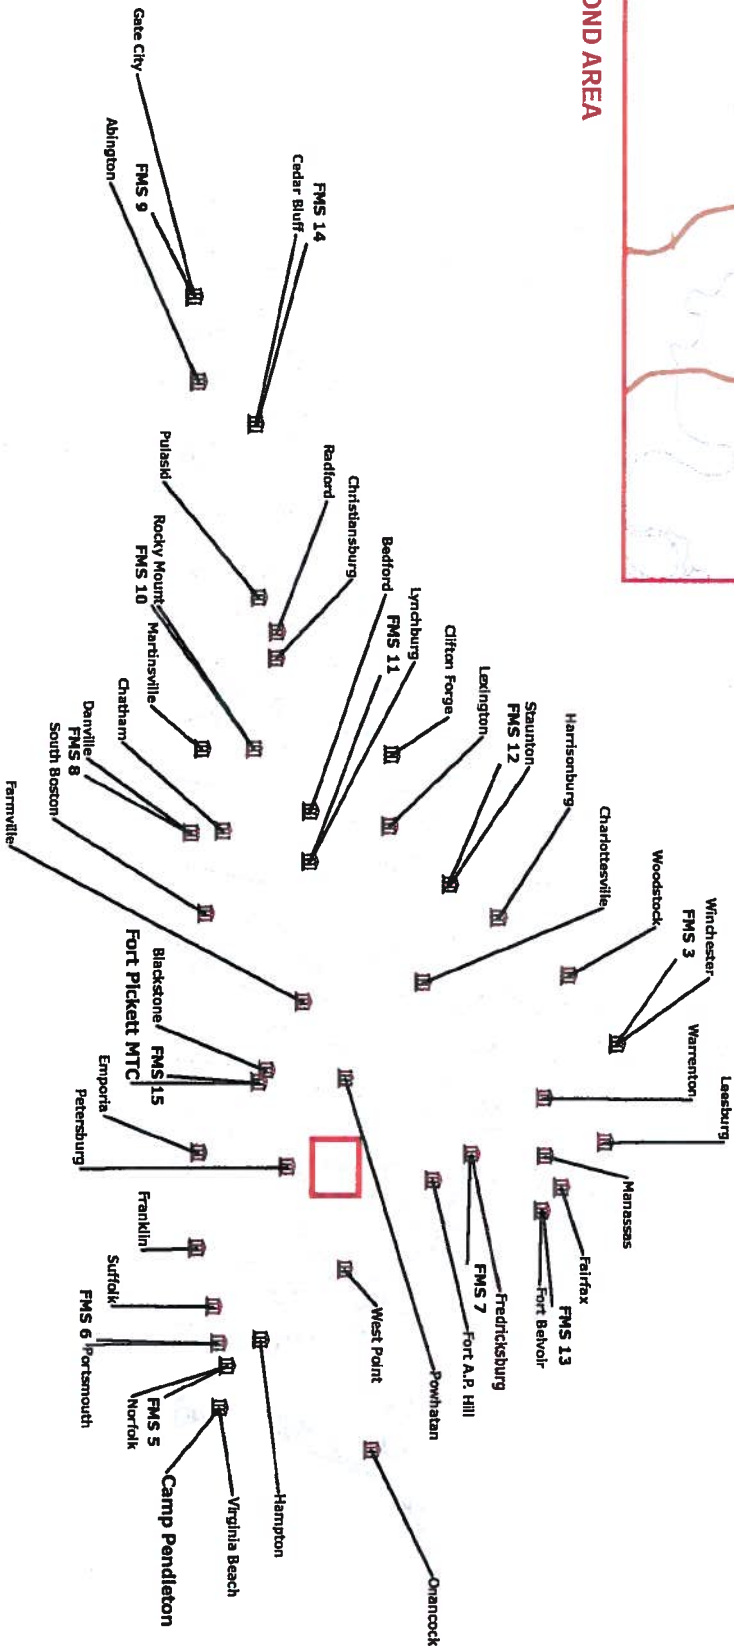 OND AREA
Leesburg
Winchester
FMS 3
Warrenton
Woodstock
Manassas
Charlottesville
Fairfax
Harrisonburg
FMS 13
Fort Belvoir
Staunton
FMS 12
Fredricksburg
FMS 7
Lexington
Fort A.P. Hill
Clifton Forge
Powhatan
Onancock
Lynchburg
FMS 11
Bedford
West Point
Christiansburg
Radford
FMS 14
Cedar Bluff
Hampton
Virginia Beach
Camp Pendleton
Pulaski
Rocky Mount
FMS 10
Martinsville
Blackstone
FMS 15
Fort Pickett MTC
FMS 5
Norfolk
Gate City
FMS 9
Abington
Chatham
Danville
FMS 8
South Boston
Farmville
Emporia
Petersburg
Franklin
Suffolk
FMS 6
Portsmouth